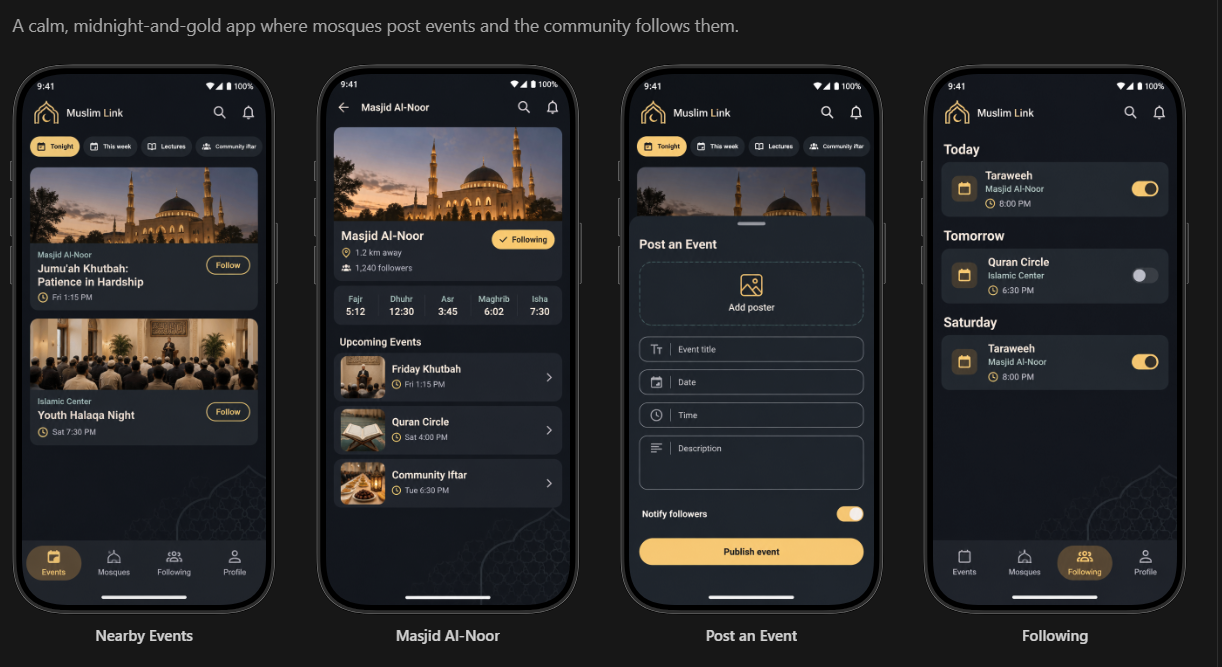 A calm, midnight-and-gold app where mosques post events and the community follows them.
9:41
100%
Muslim Link
Tonight
This week
Lectures
Community Iftar
Masjid Al-Noor
Jumu'ah Khutbah:
Patience in Hardship
Fri 1:15 PM
Follow
Islamic Center
Youth Halaqa Night
Sat 7:30 PM
Follow
Events
Mosques
Following
Profile
Nearby Events
9:41
100%
Masjid Al-Noor
Masjid Al-Noor
1.2 km away
1,240 followers
Following
Fajr Dhuhr Asr Maghrib Isha
5:12 12:30 3:45 6:02 7:30
Upcoming Events
Friday Khutbah
Fri 1:15 PM
Quran Circle
Sat 4:00 PM
Community Iftar
Tue 6:30 PM
Masjid Al-Noor
9:41
100%
Muslim Link
Tonight
This week
Lectures
Community Iftar
Post an Event
Add poster
Tт Event title
Date
Time
Description
Notify followers
Publish event
Post an Event
9:41
100%
Muslim Link
Today
Taraweeh
Masjid Al-Noor
8:00 PM
Tomorrow
Quran Circle
Islamic Center
6:30 PM
Saturday
Taraweeh
Masjid Al-Noor
8:00 PM
Events
Mosques
Following
Profile
Following